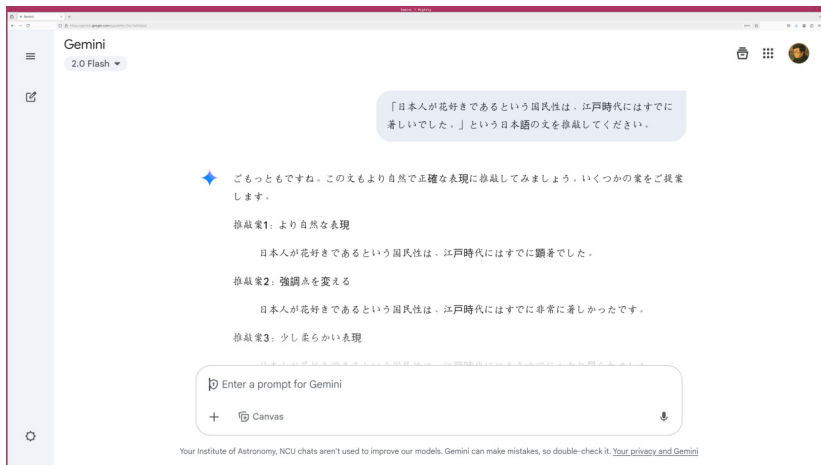 Gemini
2.0 Flash
「日本人が花好きであるという国民性は、江戸時代にはすでに
著しいでした。」という日本語の文を推敲してください。
ごもっともですね。この文もより自然で正確な表現に推敲してみましょう。いくつかの案をご提案
します。
推敲案1：より自然な表現
日本人が花好きであるという国民性は、江戸時代にはすでに顕著でした。
推敲案2：強調点を変える
日本人が花好きであるという国民性は、江戸時代にはすでに非常に著しかったです。
推敲案3：少し柔らかい表現
Enter a prompt for Gemini
Canvas
Your Institute of Astronomy, NCU chats aren't used to improve our models. Gemini can make mistakes, so double-check it. Your privacy and Gemini